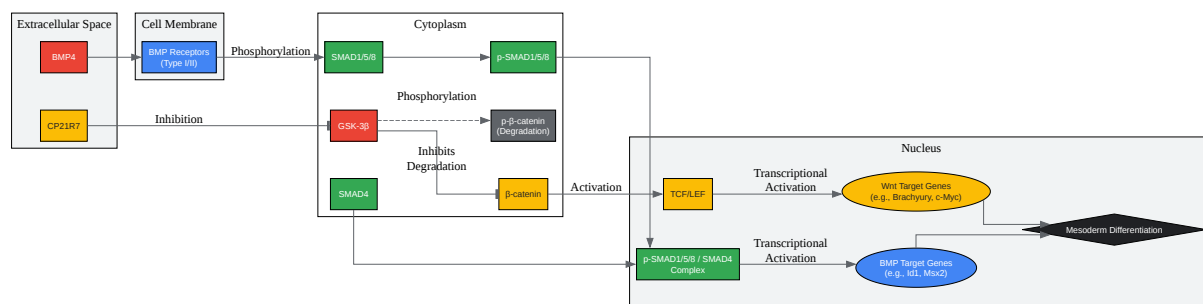 Extracellular Space
Cell Membrane
Cytoplasm
BMP4
BMP Receptors
(Type I/II)
Phosphorylation
SMAD1/5/8
p-SMAD1/5/8
CP21R7
Inhibition
GSK-3β
Phosphorylation
p-β-catenin
(Degradation)
Inhibits
Degradation
SMAD4
β-catenin
Activation
Nucleus
TCF/LEF
Transcriptional
Activation
Wnt Target Genes
(e.g., Brachyury, c-Myc)
Mesoderm Differentiation
p-SMAD1/5/8 / SMAD4
Complex
Transcriptional
Activation
BMP Target Genes
(e.g., Id1, Msx2)